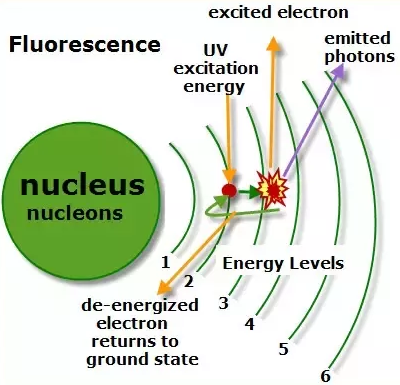 excited electron
Fluorescence
UV
excitation
energy
emitted
photons
nucleus
nucleons
Energy Levels
1
2
3
4
5
6
de-energized
electron
returns to
ground state